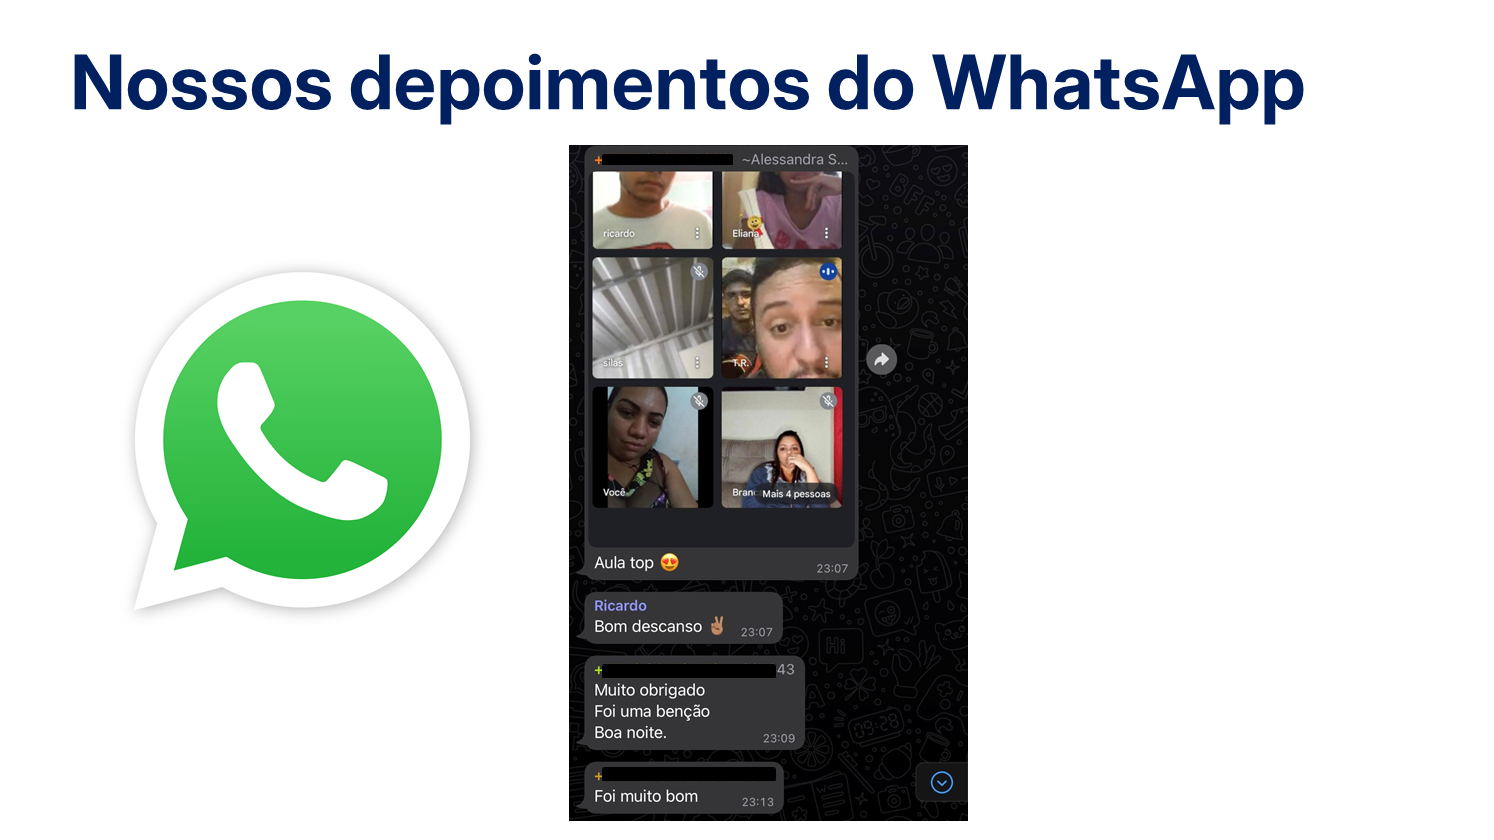 Nossos depoimentos do WhatsApp
+ ~Alessandra S...
ricardo
Eliana
silas
T.R.
Você
Mais 4 pessoas
Aula top 😍
23:07
Ricardo
Bom descanso ✌🏽
23:07
+ 43
Muito obrigado
Foi uma benção
Boa noite.
23:09
+
Foi muito bom
23:13